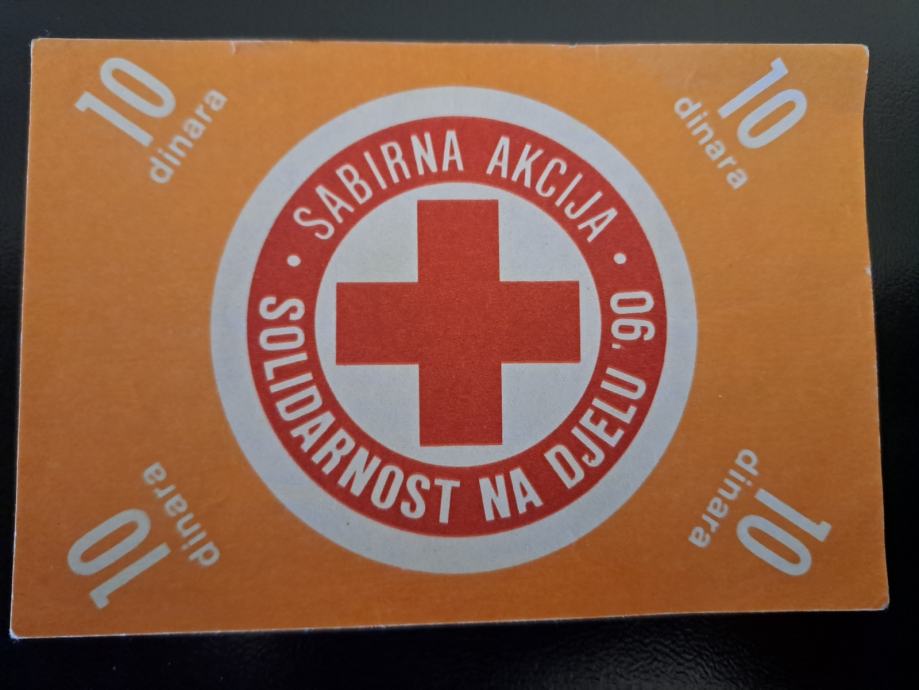 10
dinara
10
dinara
SABIRNA AKCIJA •
SOLIDARNOST NA DJELU '90 •
10
dinara
10
dinara